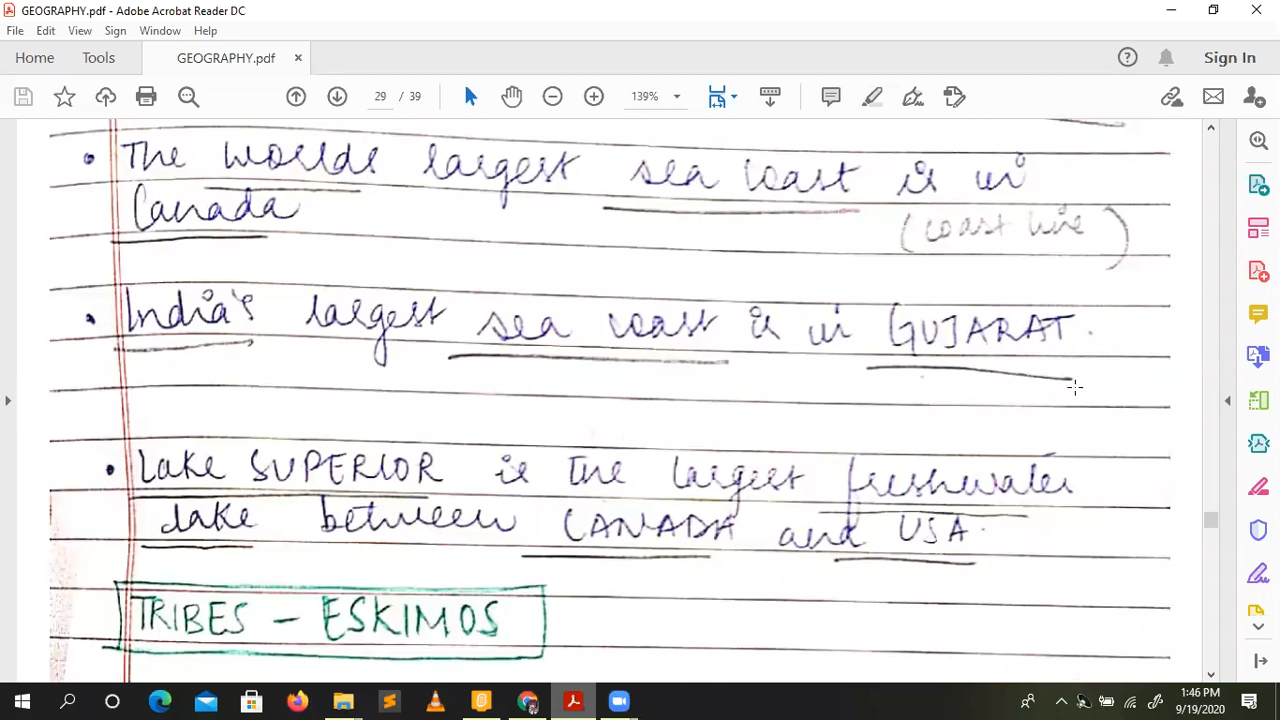 GEOGRAPHY.pdf - Adobe Acrobat Reader DC
File Edit View Sign Window Help
Home Tools GEOGRAPHY.pdf × Sign In
29 / 39 139%
• The worlds largest sea coast is in
Canada
(coast line)
• India's largest sea coast is in GUJARAT.
• Lake SUPERIOR is the largest freshwater
lake between CANADA and USA.
TRIBES - ESKIMOS
1:46 PM
9/19/2020